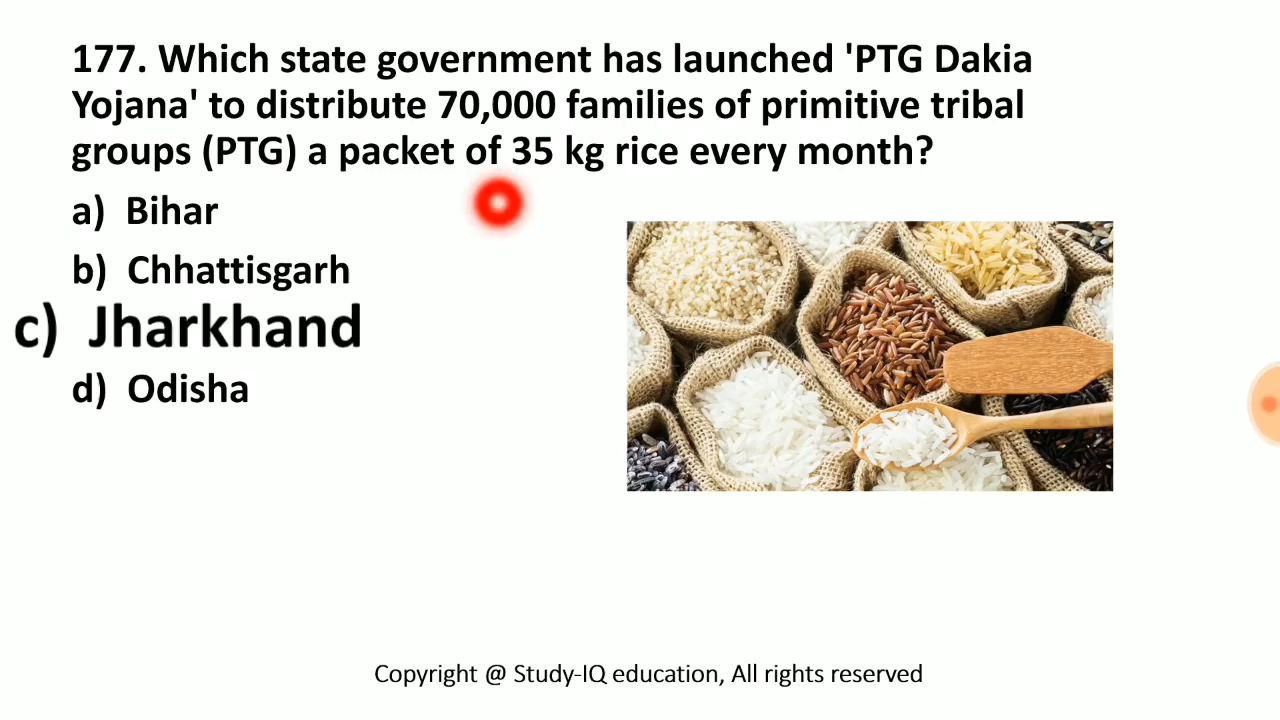 177. Which state government has launched 'PTG Dakia
Yojana' to distribute 70,000 families of primitive tribal
groups (PTG) a packet of 35 kg rice every month?
a) Bihar
b) Chhattisgarh
c) Jharkhand
d) Odisha
Copyright @ Study-IQ education, All rights reserved